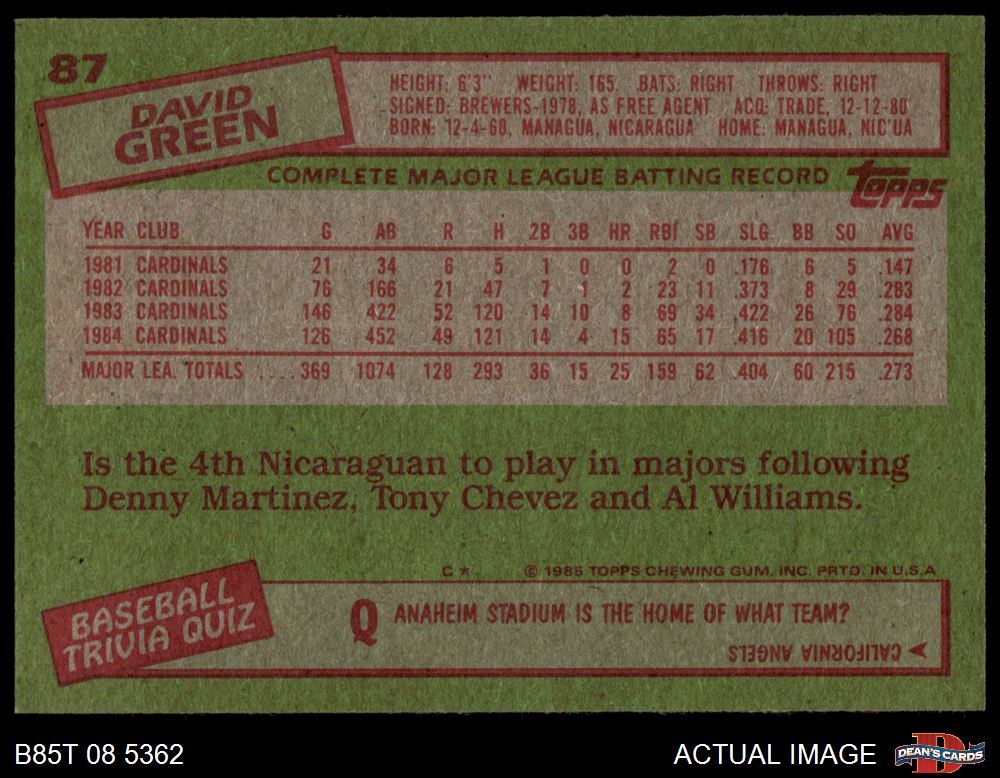 87
DAVID
GREEN
HEIGHT: 6'3" WEIGHT: 165. BATS: RIGHT THROWS: RIGHT
SIGNED: BREWERS-1978, AS FREE AGENT ACQ: TRADE, 12-12-80
BORN: 12-4-60, MANAGUA, NICARAGUA HOME: MANAGUA, NIC'UA
COMPLETE MAJOR LEAGUE BATTING RECORD topps
YEAR CLUB G AB R H 2B 3B HR RBI SB SLG BB SO AVG
1981 CARDINALS 21 34 6 5 1 0 0 2 0 .176 6 5 .147
1982 CARDINALS 76 166 21 47 7 1 2 23 11 .373 8 29 .283
1983 CARDINALS 146 422 52 120 14 10 8 69 34 .422 26 76 .284
1984 CARDINALS 126 452 49 121 14 4 15 65 17 .416 20 105 .268
MAJOR LEA. TOTALS .... 369 1074 128 293 36 15 25 159 62 .404 60 215 .273
Is the 4th Nicaraguan to play in majors following
Denny Martinez, Tony Chevez and Al Williams.
C* © 1985 TOPPS CHEWING GUM, INC. PRTD. IN U.S.A
BASEBALL
TRIVIA QUIZ
Q ANAHEIM STADIUM IS THE HOME OF WHAT TEAM?
CALIFORNIA ANGELS
B85T 08 5362 ACTUAL IMAGE D DEAN'S CARDS